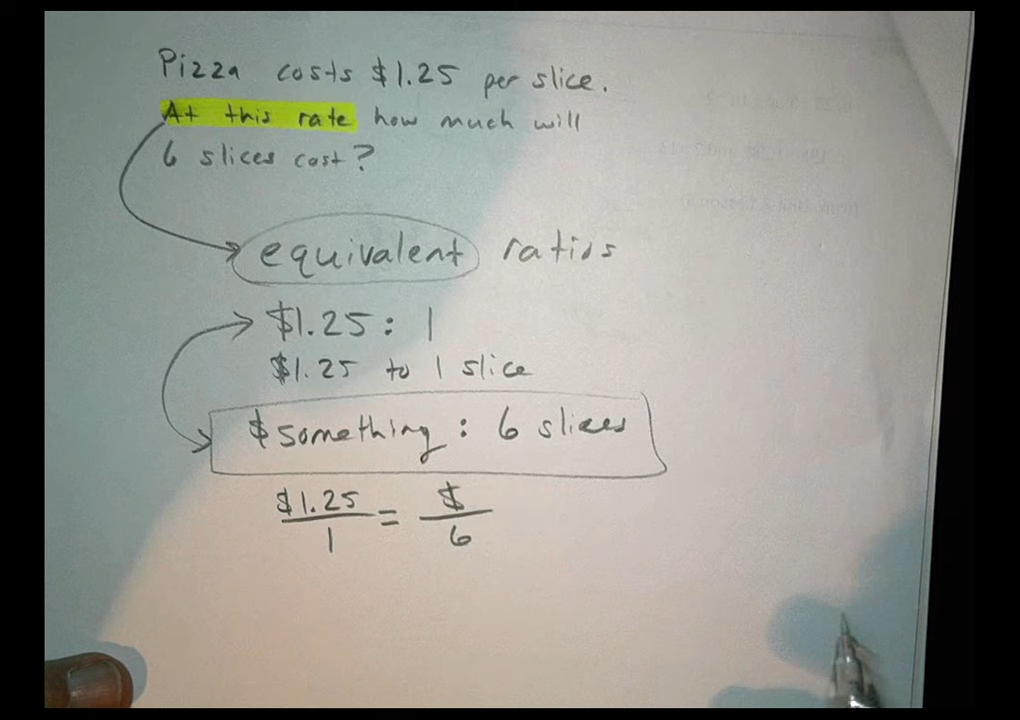 Pizza costs $1.25 per slice.
At this rate how much will
6 slices cost?
equivalent ratios
$1.25: 1
$1.25 to 1 slice
$something: 6 slices
$1.25 = $
1 6